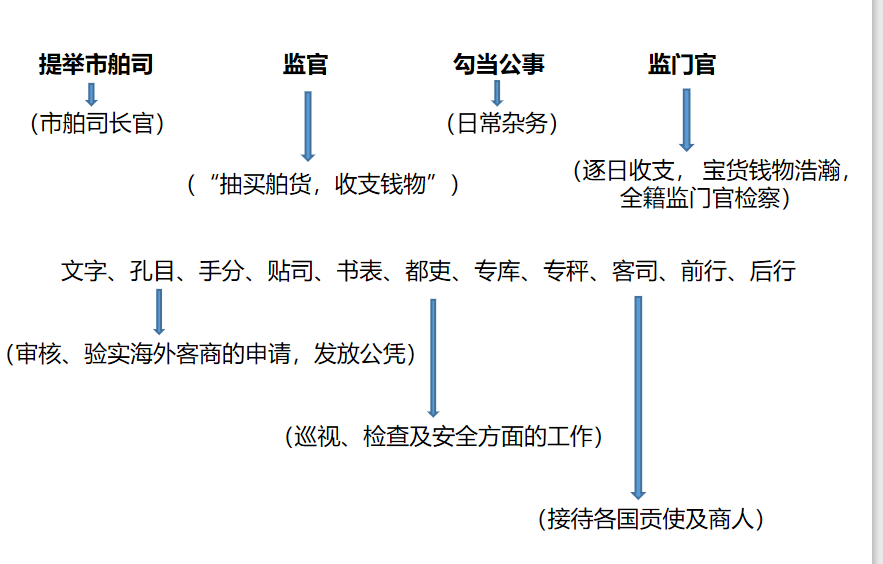 提举市舶司 监官 勾当公事 监门官
（市舶司长官） （日常杂务）
（“抽买舶货，收支钱物”） （逐日收支， 宝货钱物浩瀚，
全籍监门官检察）
文字、孔目、手分、贴司、书表、都吏、专库、专秤、客司、前行、后行
（审核、验实海外客商的申请，发放公凭）
（巡视、检查及安全方面的工作）
（接待各国贡使及商人）